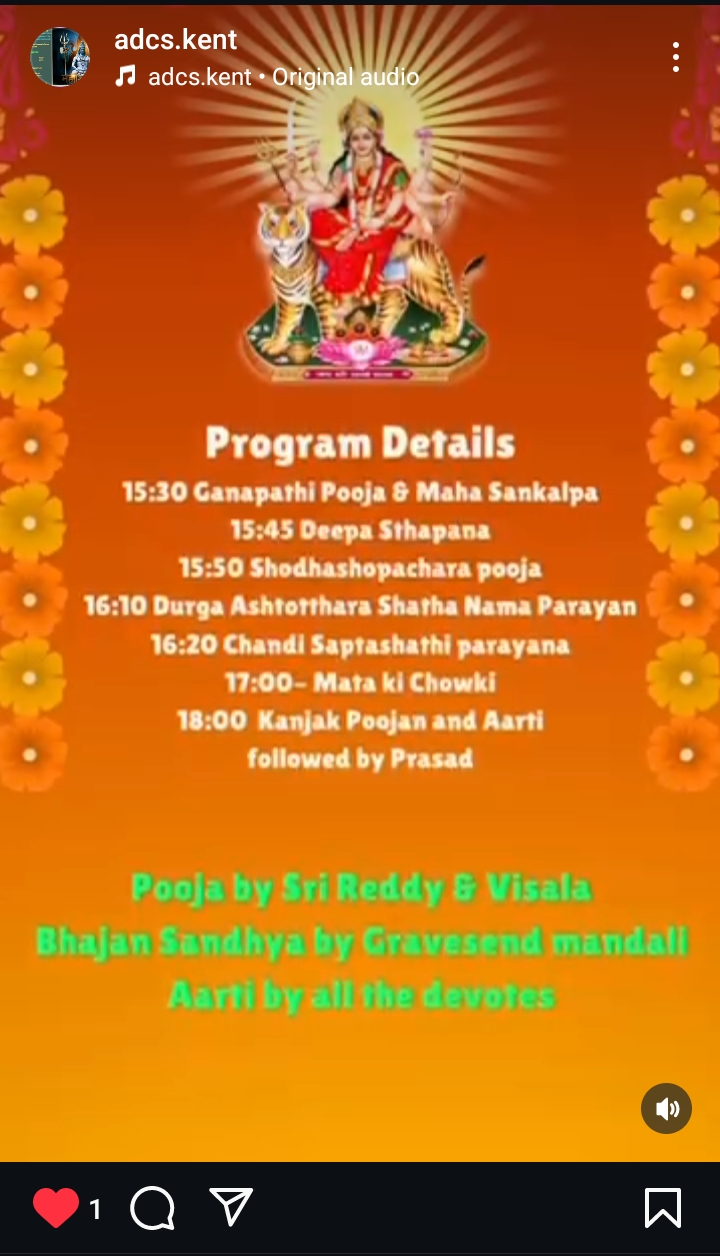 adcs.kent
adcs.kent • Original audio
Program Details
15:30 Ganapathi Pooja & Maha Sankalpa
15:45 Deepa Sthapana
15:50 Shodhashopachara pooja
16:10 Durga Ashtotthara Shatha Nama Parayan
16:20 Chandi Saptashathi parayana
17:00- Mata ki Chowki
18:00 Kanjak Poojan and Aarti
followed by Prasad
Pooja by Sri Reddy & Visala
Bhajan Sandhya by Gravesend mandali
Aarti by all the devotes
1